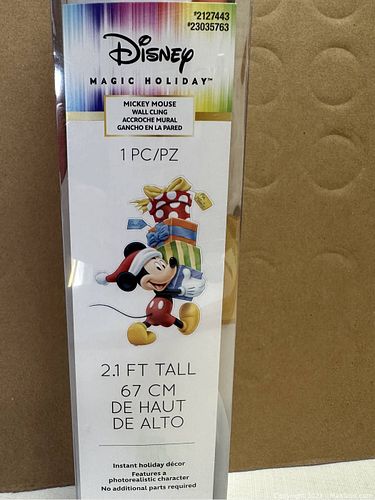 #2127443
#23035763
Disney
MAGIC HOLIDAY™
MICKEY MOUSE
WALL CLING
ACCROCHE MURAL
GANCHO EN LA PARED
1 PC/PZ
2.1 FT TALL
67 CM
DE HAUT
DE ALTO
Instant holiday décor
Features a
photorealistic character
No additional parts required